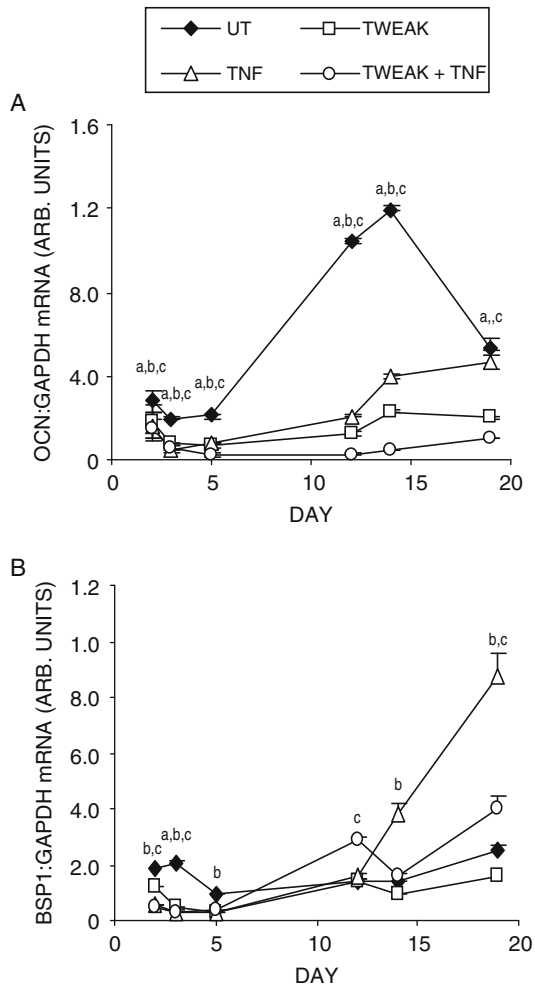 UT
TWEAK
TNF
TWEAK + TNF
A
OCN:GAPDH mRNA (ARB. UNITS)
1.6
1.2
8.0
4.0
0
a,b,c
a,b,c
a,b,c
a,b,c
a,b,c
a,,c
0
5
10
15
20
DAY
B
BSP1:GAPDH mRNA (ARB. UNITS)
1.2
1.0
8.0
6.0
4.0
2.0
0
b,c
a,b,c
b
c
b
b,c
0
5
10
15
20
DAY